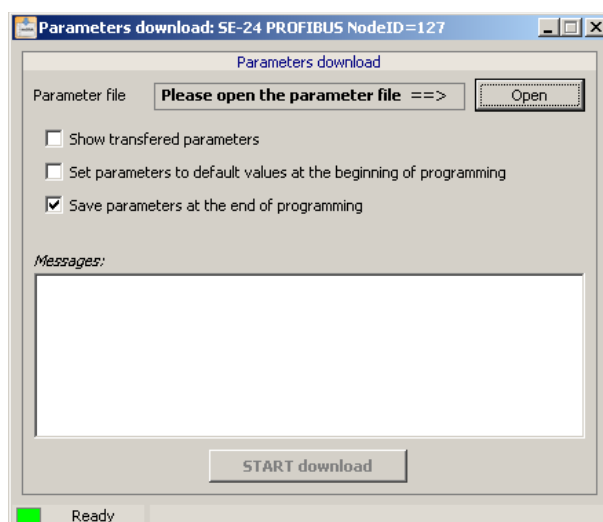 Parameters download: SE-24 PROFIBUS NodeID=127
Parameters download
Parameter file Please open the parameter file ==> Open
Show transfered parameters
Set parameters to default values at the beginning of programming
Save parameters at the end of programming
Messages:
START download
Ready